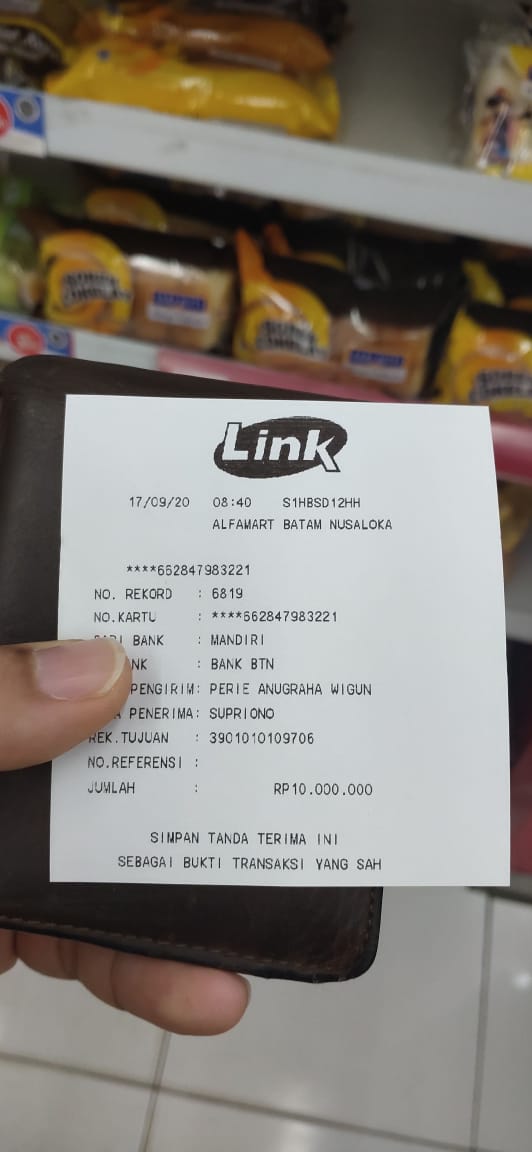 Link
17/09/20 08:40 S1HBSD12HH
ALFAMART BATAM NUSALOKA
****662847983221
NO. REKORD : 6819
NO.KARTU : ****662847983221
BANK : MANDIRI
: BANK BTN
PENGIRIM: PERIE ANUGRAHA WIGUN
PENERIMA: SUPRIONO
REK.TUJUAN : 3901010109706
NO.REFERENSI :
JUMLAH : RP10.000.000
SIMPAN TANDA TERIMA INI
SEBAGAI BUKTI TRANSAKSI YANG SAH